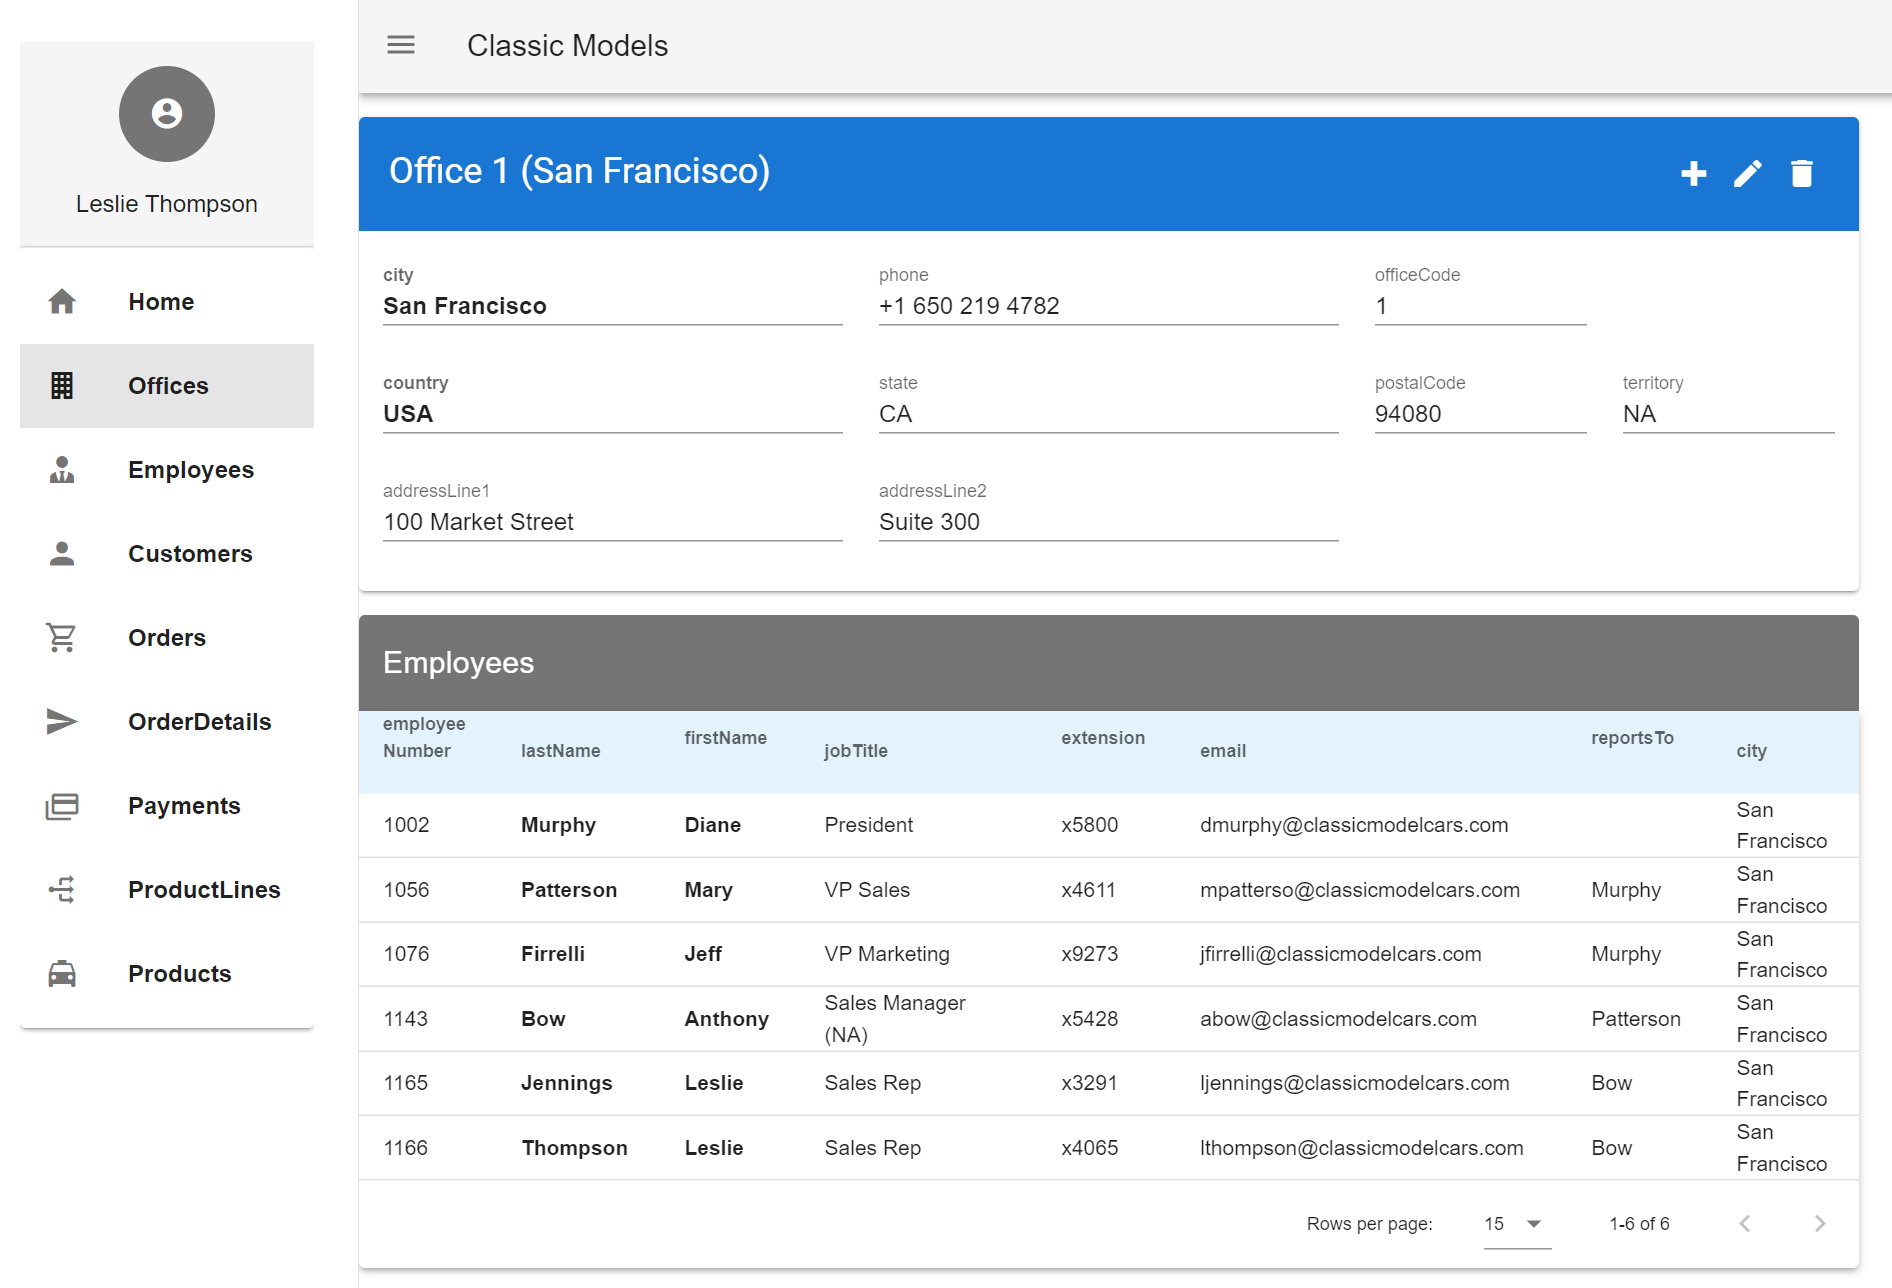 Classic Models
Leslie Thompson
Home
Offices
Employees
Customers
Orders
OrderDetails
Payments
ProductLines
Products
Office 1 (San Francisco)
city phone officeCode
San Francisco +1 650 219 4782 1
country state postalCode territory
USA CA 94080 NA
addressLine1 addressLine2
100 Market Street Suite 300
Employees
employee
Number lastName firstName jobTitle extension email reportsTo city
1002 Murphy Diane President x5800 dmurphy@classicmodelcars.com San
Francisco
1056 Patterson Mary VP Sales x4611 mpatterso@classicmodelcars.com Murphy San
Francisco
1076 Firrelli Jeff VP Marketing x9273 jfirrelli@classicmodelcars.com Murphy San
Francisco
1143 Bow Anthony Sales Manager
(NA) x5428 abow@classicmodelcars.com Patterson San
Francisco
1165 Jennings Leslie Sales Rep x3291 ljennings@classicmodelcars.com Bow San
Francisco
1166 Thompson Leslie Sales Rep x4065 lthompson@classicmodelcars.com Bow San
Francisco
Rows per page: 15 1-6 of 6